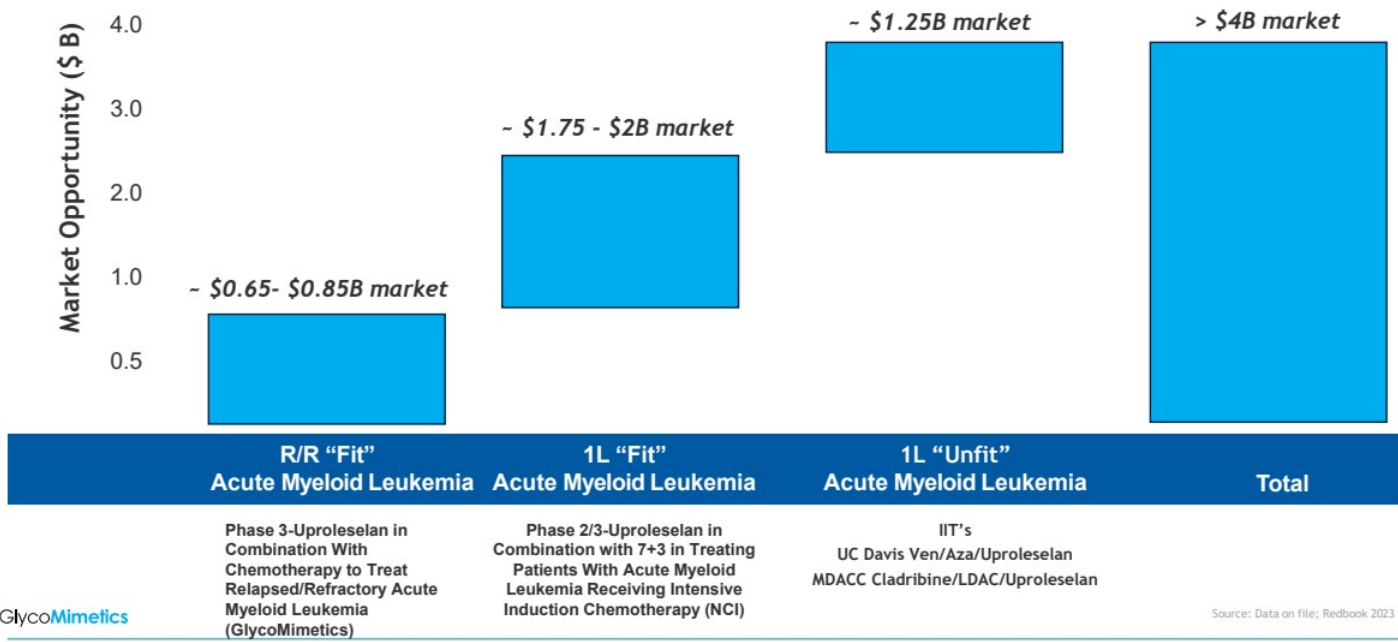 Market Opportunity ($ B)
4.0
3.0
2.0
1.0
0.5
~ $0.65- $0.85B market
~ $1.75 - $2B market
~ $1.25B market
> $4B market
R/R “Fit”
Acute Myeloid Leukemia
1L “Fit”
Acute Myeloid Leukemia
1L “Unfit”
Acute Myeloid Leukemia
Total
Phase 3-Uproleselan in
Combination With
Chemotherapy to Treat
Relapsed/Refractory Acute
Myeloid Leukemia
(GlycoMimetics)
Phase 2/3-Uproleselan in
Combination with 7+3 in Treating
Patients With Acute Myeloid
Leukemia Receiving Intensive
Induction Chemotherapy (NCI)
IIT’s
UC Davis Ven/Aza/Uproleselan
MDACC Cladribine/LDAC/Uproleselan
GlycoMimetics
Source: Data on file; Redbook 2023